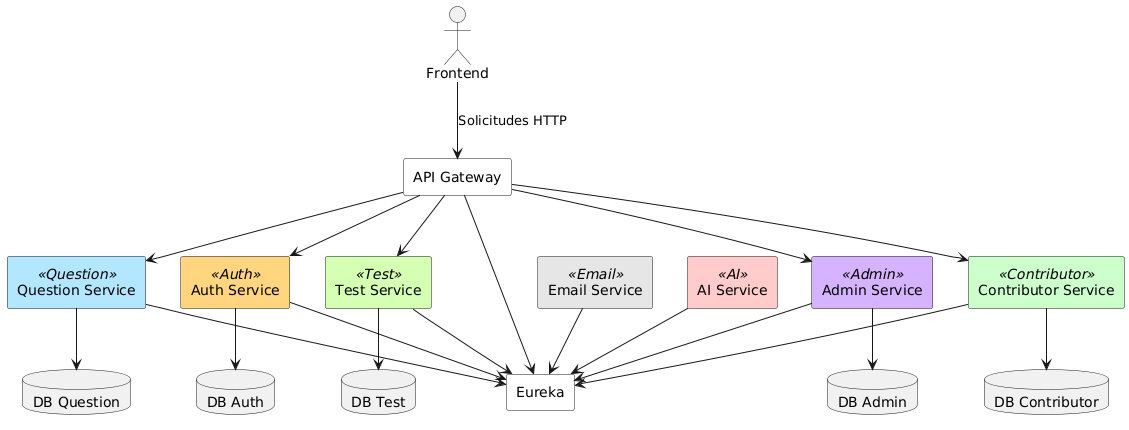 Frontend
Solicitudes HTTP
API Gateway
«Question»
Question Service
«Auth»
Auth Service
«Test»
Test Service
«Email»
Email Service
«AI»
AI Service
«Admin»
Admin Service
«Contributor»
Contributor Service
DB Question
DB Auth
DB Test
Eureka
DB Admin
DB Contributor